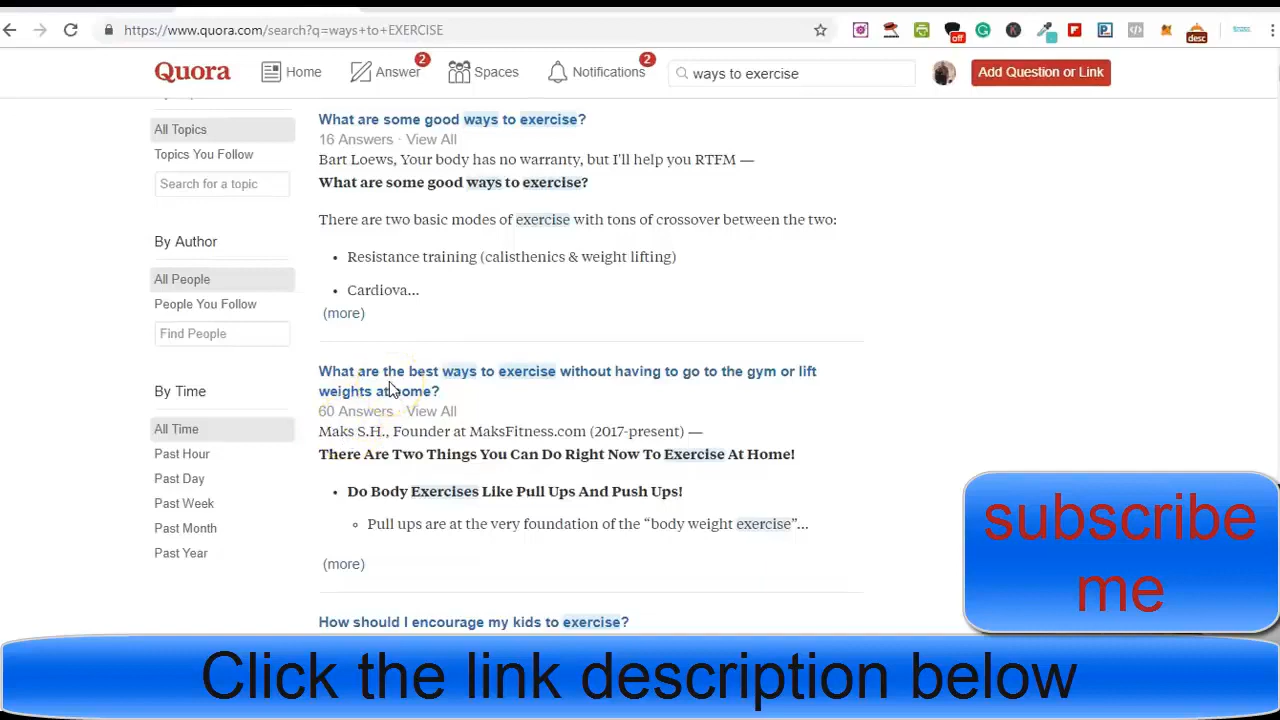 https://www.quora.com/search?q=ways+to+EXERCISE
off
desc
Quora
Home
Answer
2
Spaces
Notifications
2
ways to exercise
Add Question or Link
All Topics
Topics You Follow
Search for a topic
By Author
All People
People You Follow
Find People
By Time
All Time
Past Hour
Past Day
Past Week
Past Month
Past Year
What are some good ways to exercise?
16 Answers · View All
Bart Loews, Your body has no warranty, but I'll help you RTFM —
What are some good ways to exercise?
There are two basic modes of exercise with tons of crossover between the two:
• Resistance training (calisthenics & weight lifting)
• Cardiova...
(more)
What are the best ways to exercise without having to go to the gym or lift
weights at home?
60 Answers · View All
Maks S.H., Founder at MaksFitness.com (2017-present) —
There Are Two Things You Can Do Right Now To Exercise At Home!
• Do Body Exercises Like Pull Ups And Push Ups!
◦ Pull ups are at the very foundation of the “body weight exercise”...
(more)
How should I encourage my kids to exercise?
subscribe
me
Click the link description below